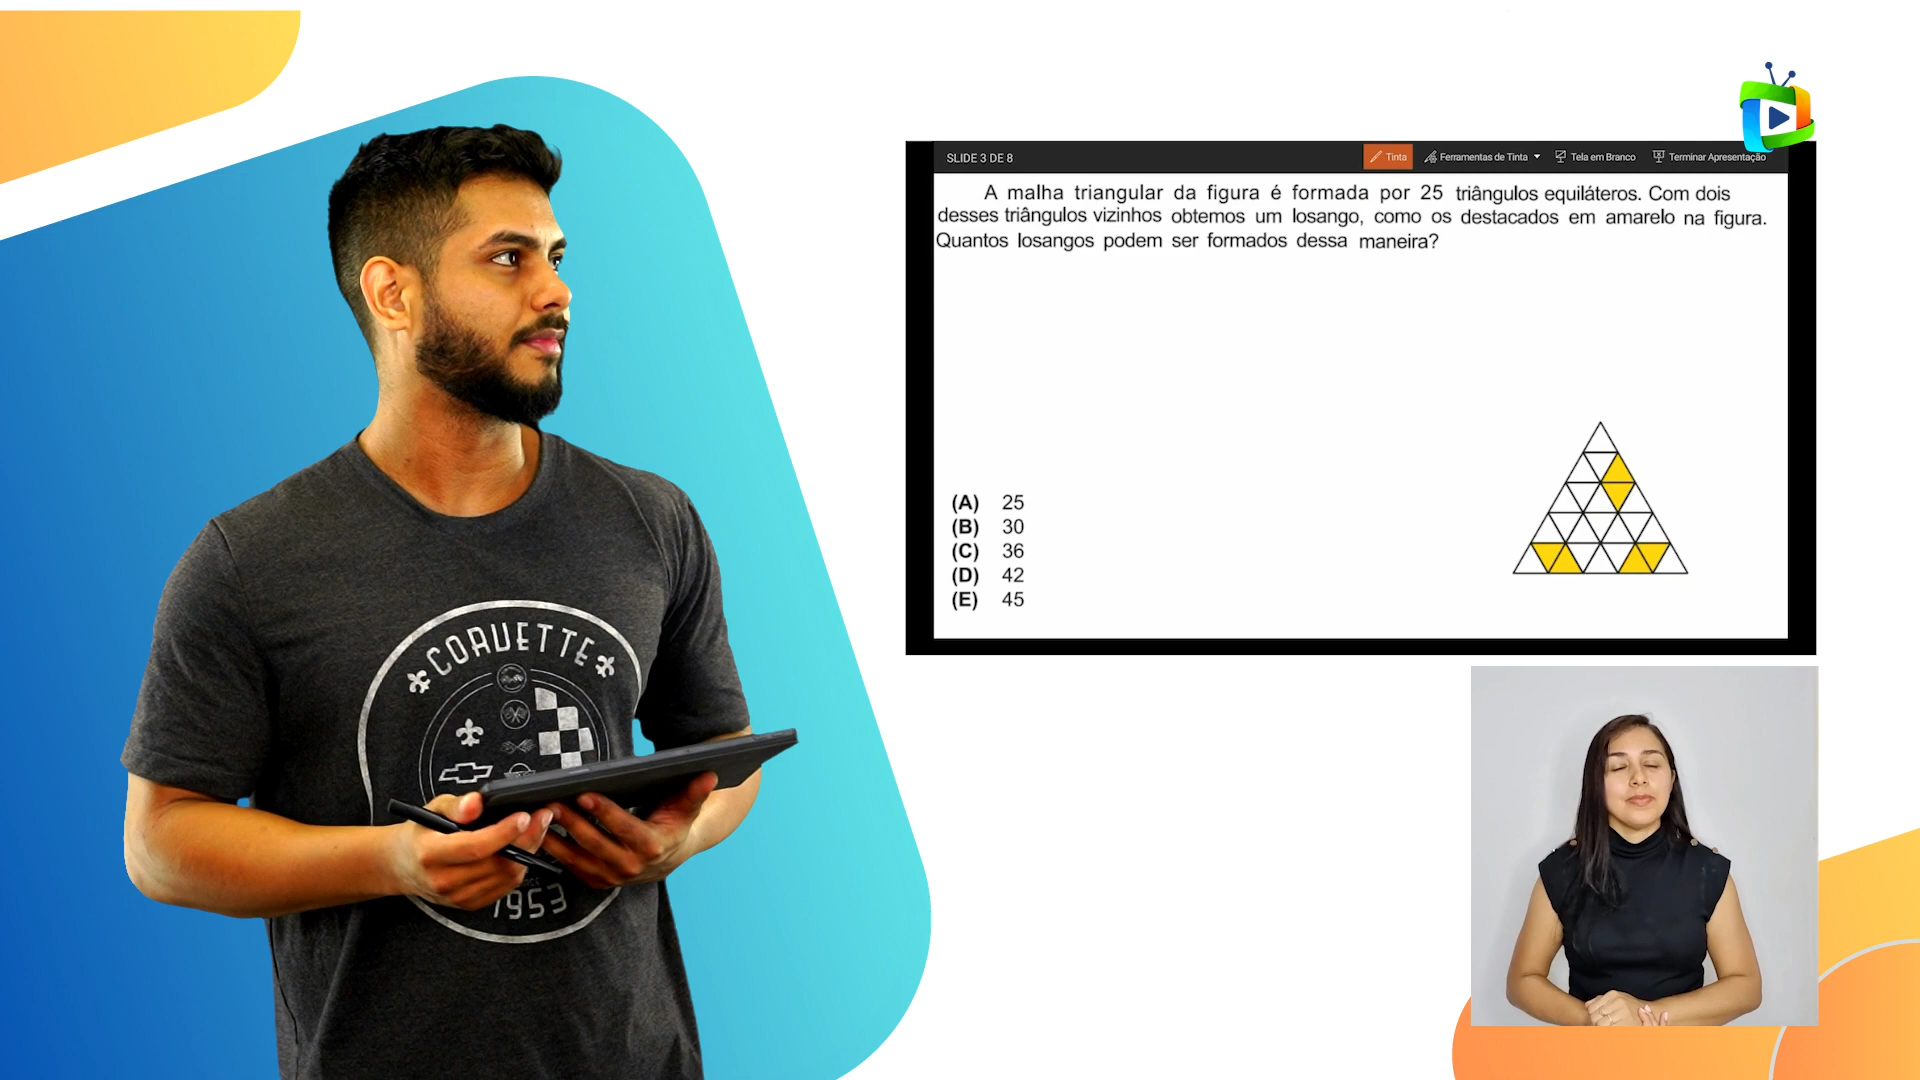 SLIDE 3 DE 8
Tinta
Ferramentas de Tinta
Tela em Branco
Terminar Apresentação
A malha triangular da figura é formada por 25 triângulos equiláteros. Com dois
desses triângulos vizinhos obtemos um losango, como os destacados em amarelo na figura.
Quantos losangos podem ser formados dessa maneira?
(A) 25
(B) 30
(C) 36
(D) 42
(E) 45
CORVETTE
1953